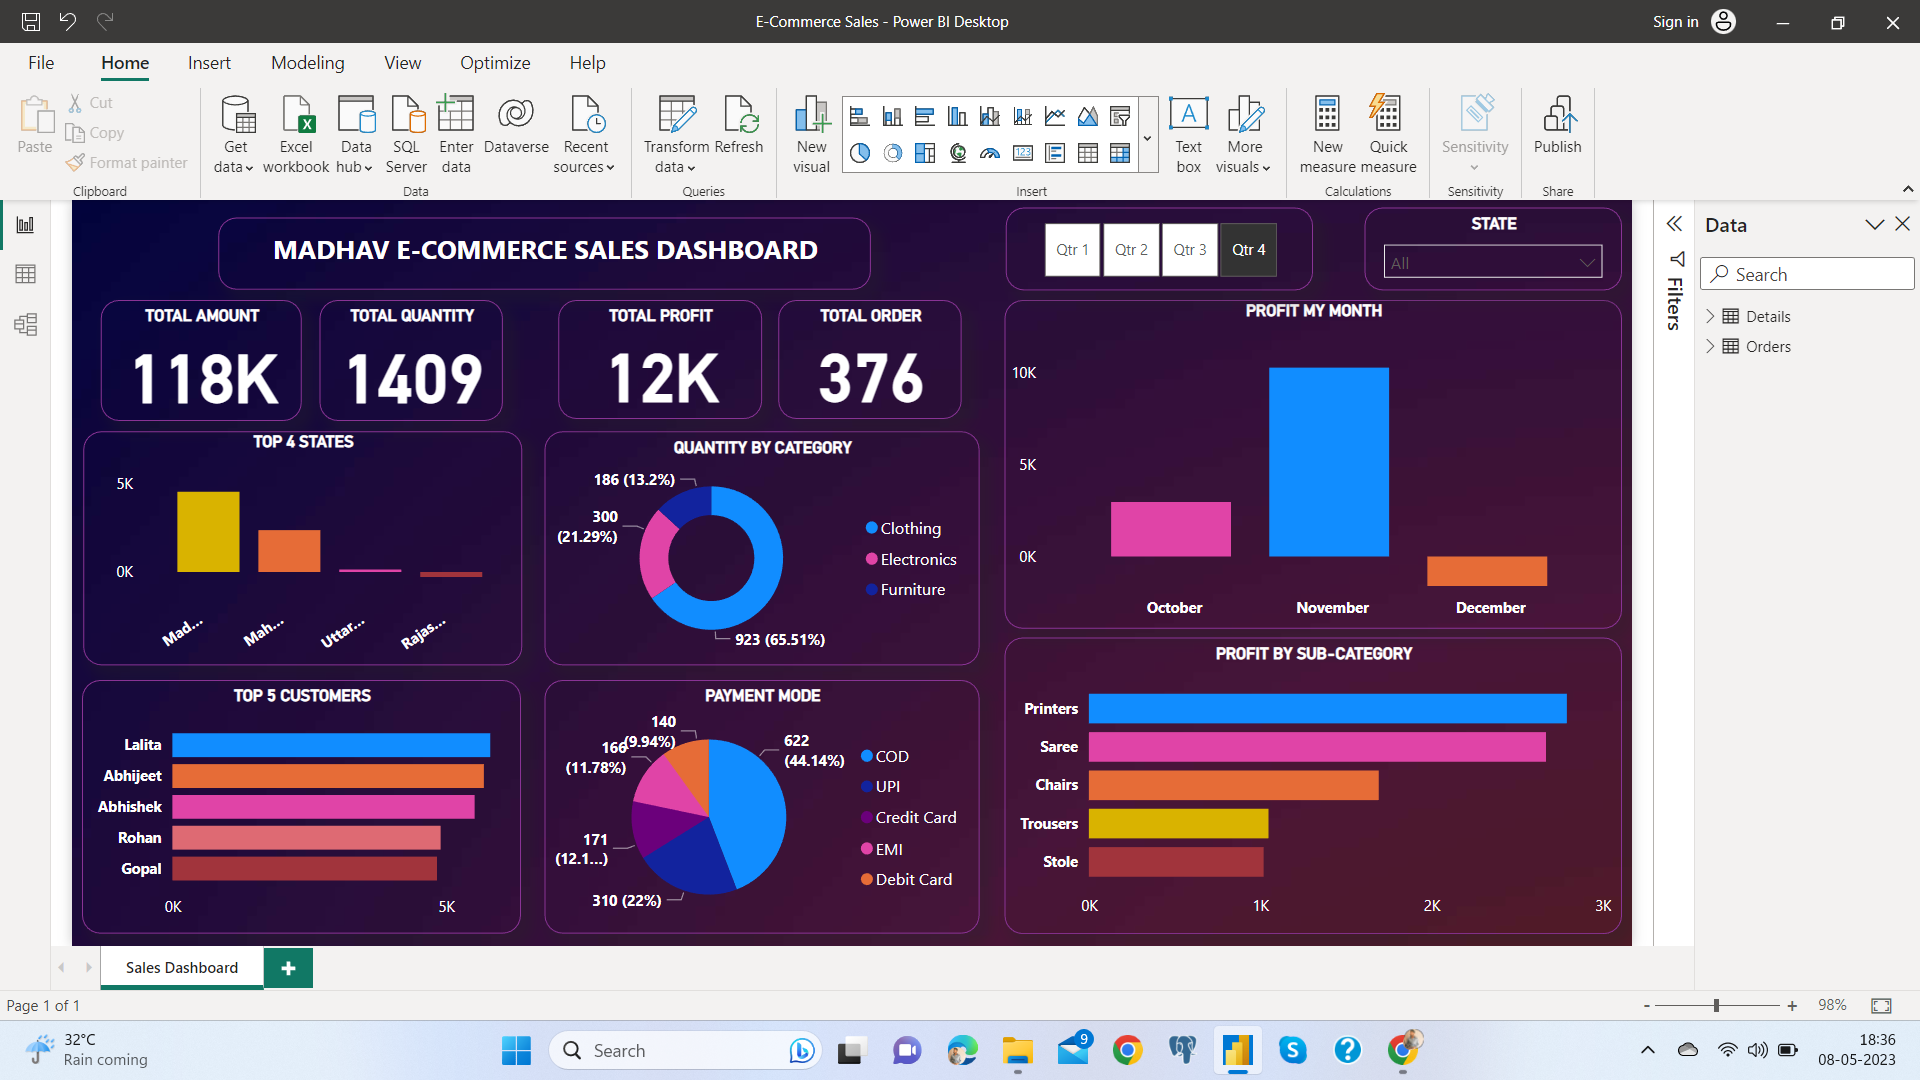 E-Commerce Sales - Power BI Desktop
Sign in
File Home Insert Modeling View Optimize Help
Paste
Cut
Copy
Format painter
Clipboard
Get data
Excel workbook
Data hub
SQL Server
Enter data
Dataverse
Recent sources
Data
Transform data
Refresh
Queries
New visual
123
Insert
A
Text box
More visuals
New measure
Quick measure
Calculations
Sensitivity
Sensitivity
Publish
Share
MADHAV E-COMMERCE SALES DASHBOARD
Qtr 1 Qtr 2 Qtr 3 Qtr 4
STATE
All
TOTAL AMOUNT
118K
TOTAL QUANTITY
1409
TOTAL PROFIT
12K
TOTAL ORDER
376
PROFIT MY MONTH
10K
5K
0K
October November December
TOP 4 STATES
5K
0K
Mad... Mah... Uttar... Rajas...
QUANTITY BY CATEGORY
186 (13.2%)
300
(21.29%)
923 (65.51%)
Clothing
Electronics
Furniture
TOP 5 CUSTOMERS
Lalita
Abhijeet
Abhishek
Rohan
Gopal
0K 5K
PAYMENT MODE
140
(9.94%)
166
(11.78%)
171
(12.1...)
310 (22%)
622
(44.14%)
COD
UPI
Credit Card
EMI
Debit Card
PROFIT BY SUB-CATEGORY
Printers
Saree
Chairs
Trousers
Stole
0K 1K 2K 3K
Filters
Data
Search
Details
Orders
Sales Dashboard
+
Page 1 of 1
- + 98%
32°C
Rain coming
Search
9
S
?
18:36
08-05-2023